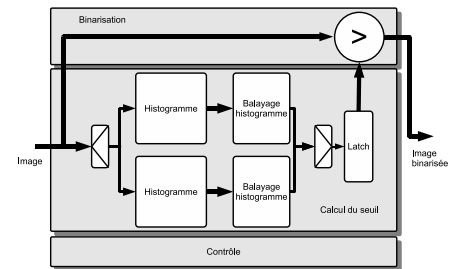 Binarisation
>
Histogramme
Balayage
histogramme
Image
Latch
Image
binarisée
Histogramme
Balayage
histogramme
Calcul du seuil
Contrôle